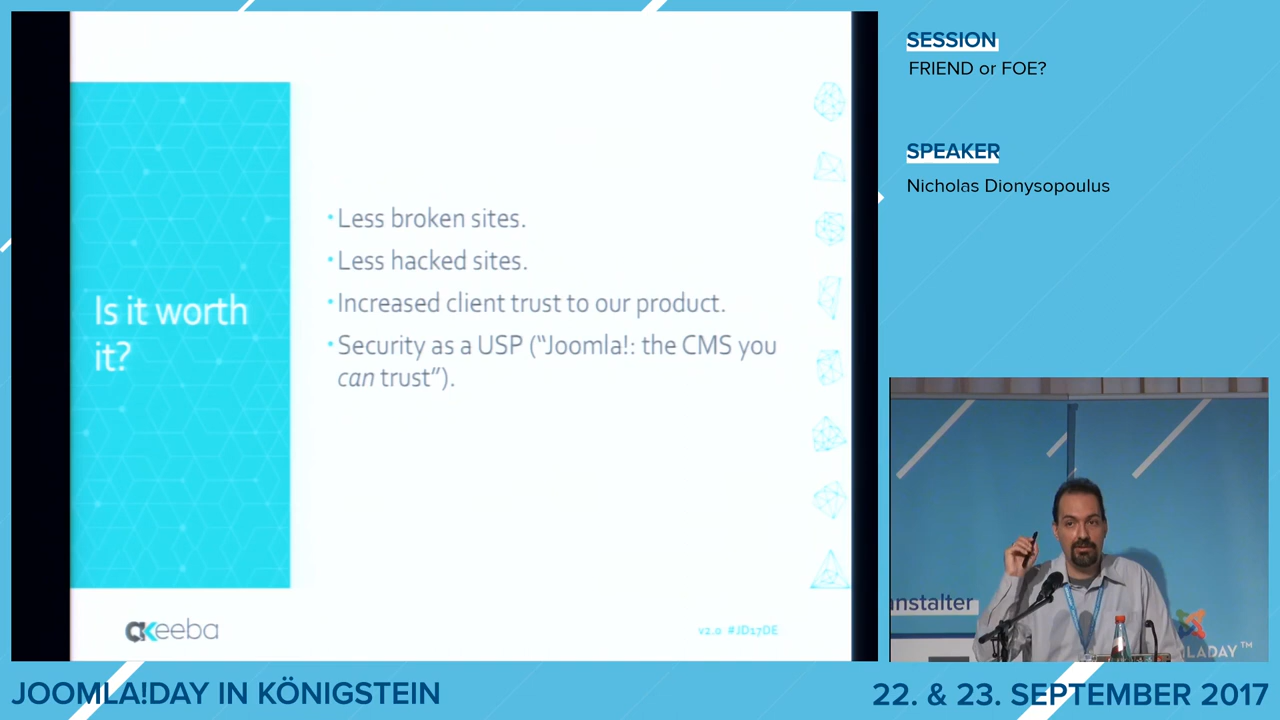 SESSION
FRIEND or FOE?
SPEAKER
Nicholas Dionysopoulus
Is it worth
it?
•Less broken sites.
•Less hacked sites.
•Increased client trust to our product.
•Security as a USP (“Joomla!: the CMS you
can trust”).
akeeba
v2.0 #JD17DE
nstalter
LADAY™
JOOMLA!DAY IN KÖNIGSTEIN
22. & 23. SEPTEMBER 2017